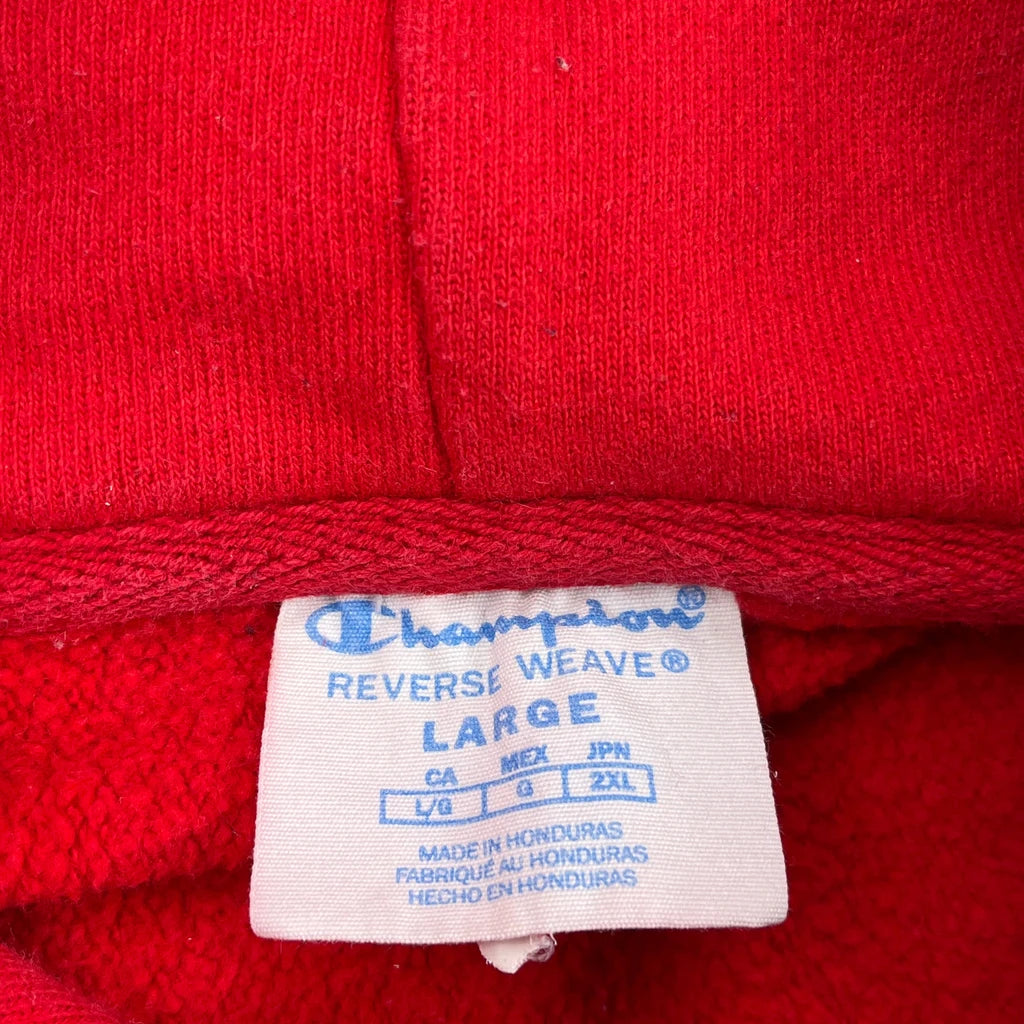 Champion®
REVERSE WEAVE®
LARGE
CA MEX JPN
L/G G 2XL
MADE IN HONDURAS
FABRIQUÉ AU HONDURAS
HECHO EN HONDURAS